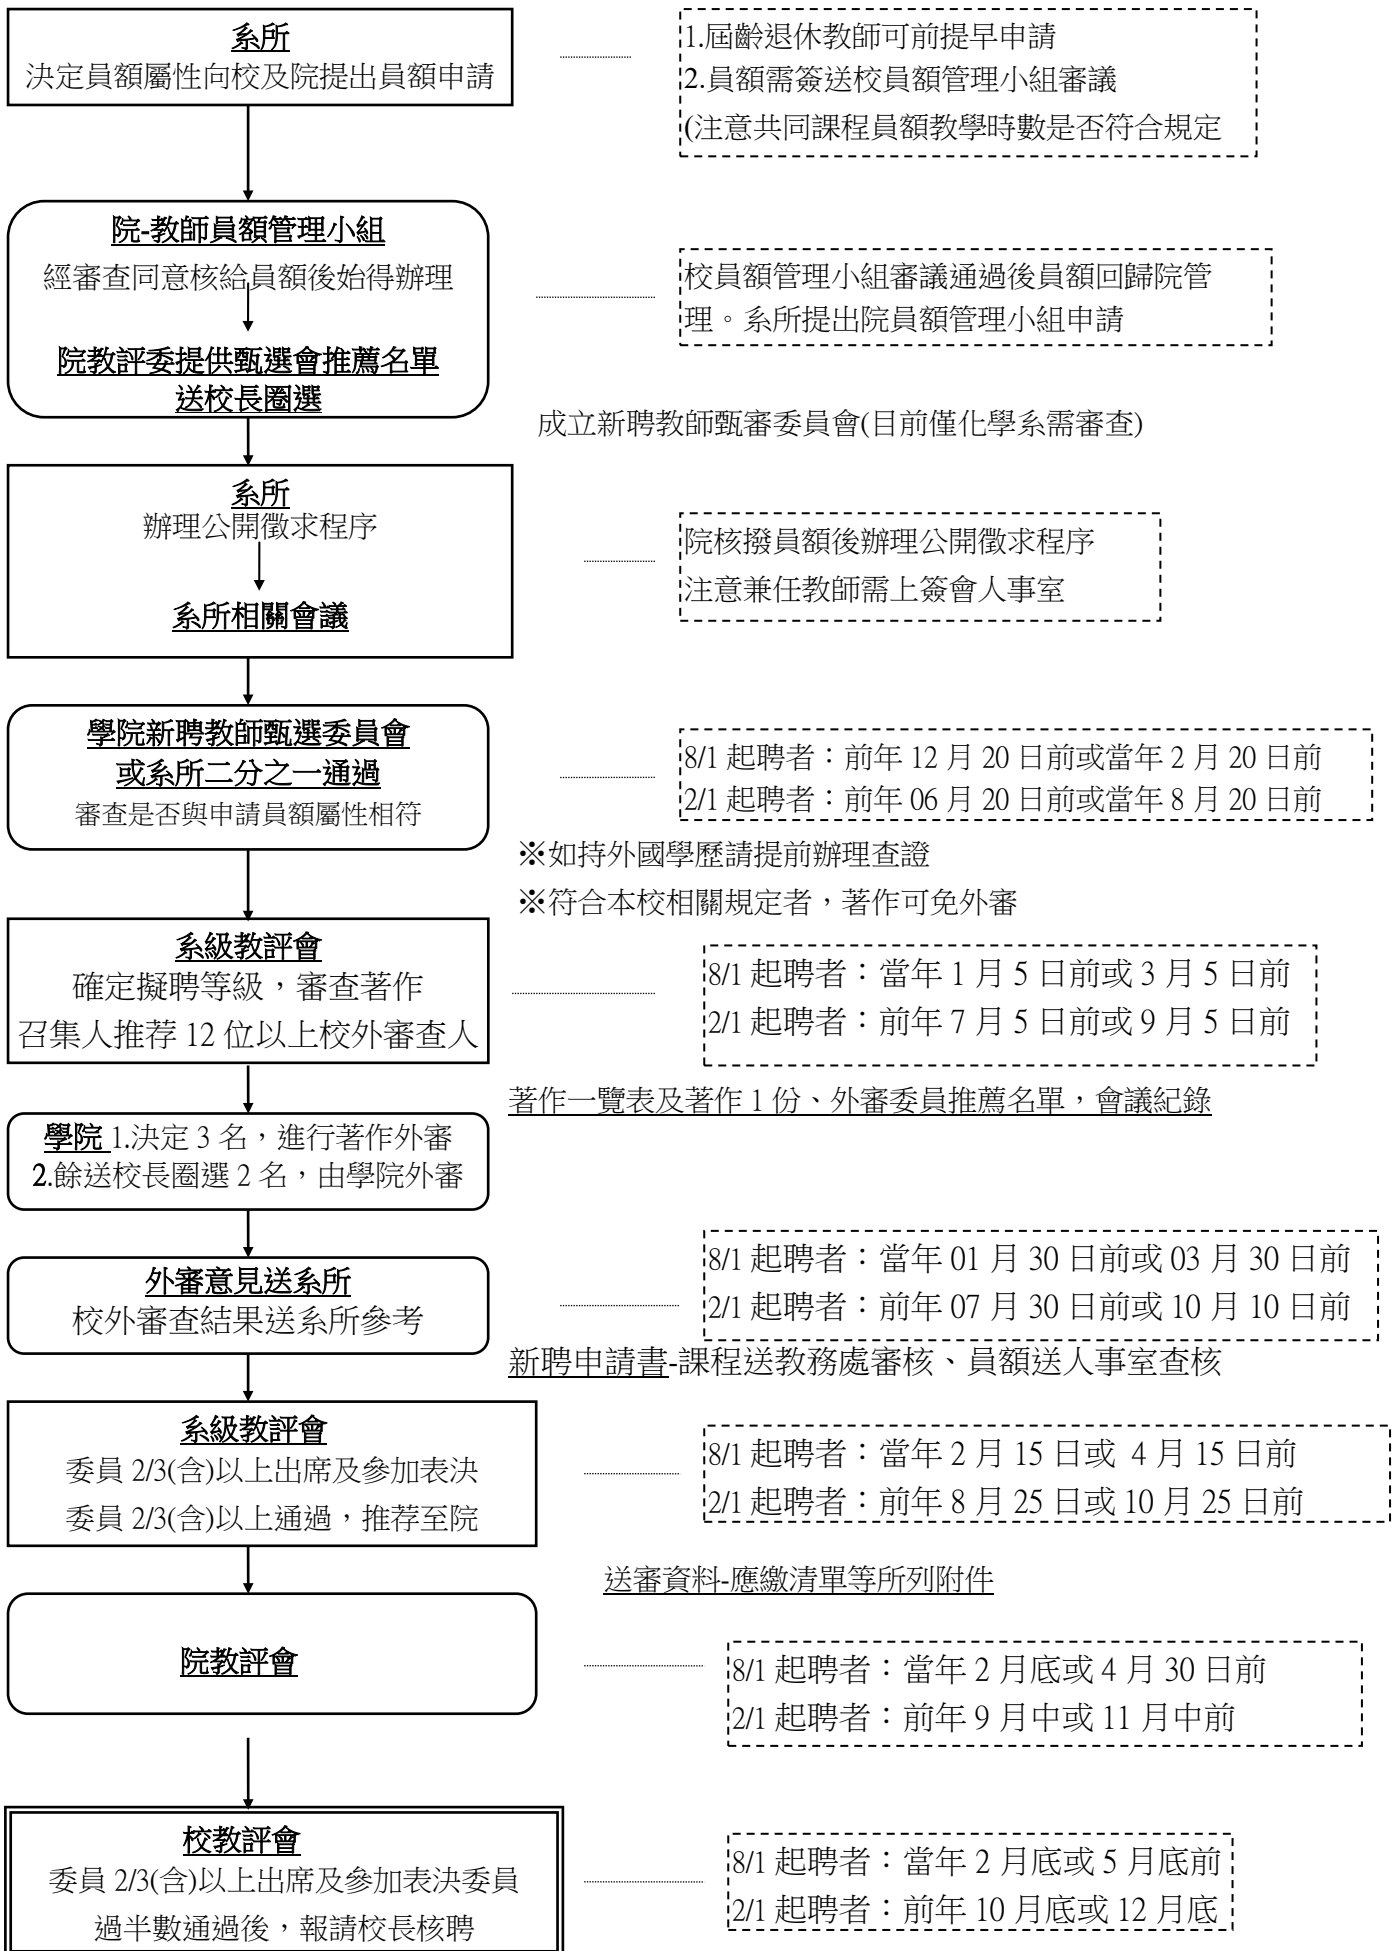 系所
決定員額屬性向校及院提出員額申請
1.屆齡退休教師可前提早申請
2.員額需簽送校員額管理小組審議
(注意共同課程員額教學時數是否符合規定
院-教師員額管理小組
經審查同意核給員額後始得辦理
院教評委提供甄選會推薦名單
送校長圈選
校員額管理小組審議通過後員額回歸院管
理。系所提出院員額管理小組申請
成立新聘教師甄審委員會(目前僅化學系需審查)
系所
辦理公開徵求程序
系所相關會議
院核撥員額後辦理公開徵求程序
注意兼任教師需上簽會人事室
學院新聘教師甄選委員會
或系所二分之一通過
審查是否與申請員額屬性相符
8/1 起聘者：前年 12 月 20 日前或當年 2 月 20 日前
2/1 起聘者：前年 06 月 20 日前或當年 8 月 20 日前
※如持外國學歷請提前辦理查證
※符合本校相關規定者，著作可免外審
系級教評會
確定擬聘等級，審查著作
召集人推荐 12 位以上校外審查人
8/1 起聘者：當年 1 月 5 日前或 3 月 5 日前
2/1 起聘者：前年 7 月 5 日前或 9 月 5 日前
著作一覽表及著作 1 份、外審委員推薦名單，會議紀錄
學院 1.決定 3 名，進行著作外審
2.餘送校長圈選 2 名，由學院外審
外審意見送系所
校外審查結果送系所參考
8/1 起聘者：當年 01 月 30 日前或 03 月 30 日前
2/1 起聘者：前年 07 月 30 日前或 10 月 10 日前
新聘申請書-課程送教務處審核、員額送人事室查核
系級教評會
委員 2/3(含)以上出席及參加表決
委員 2/3(含)以上通過，推荐至院
8/1 起聘者：當年 2 月 15 日或 4 月 15 日前
2/1 起聘者：前年 8 月 25 日或 10 月 25 日前
送審資料-應繳清單等所列附件
院教評會
8/1 起聘者：當年 2 月底或 4 月 30 日前
2/1 起聘者：前年 9 月中或 11 月中前
校教評會
委員 2/3(含)以上出席及參加表決委員
過半數通過後，報請校長核聘
8/1 起聘者：當年 2 月底或 5 月底前
2/1 起聘者：前年 10 月底或 12 月底